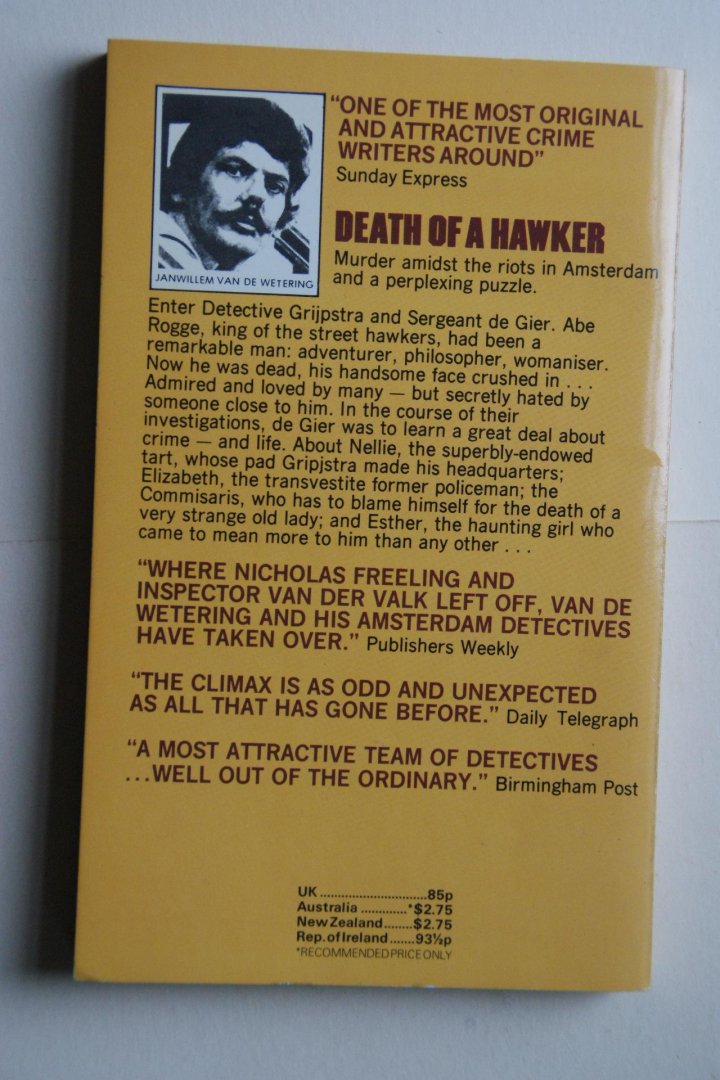 "ONE OF THE MOST ORIGINAL
AND ATTRACTIVE CRIME
WRITERS AROUND"
Sunday Express
JANWILLEM VAN DE WETERING
DEATH OF A HAWKER
Murder amidst the riots in Amsterdam
and a perplexing puzzle.
Enter Detective Grijpstra and Sergeant de Gier. Abe
Rogge, king of the street hawkers, had been a
remarkable man: adventurer, philosopher, womaniser.
Now he was dead, his handsome face crushed in . . .
Admired and loved by many — but secretly hated by
someone close to him. In the course of their
investigations, de Gier was to learn a great deal about
crime — and life. About Nellie, the superbly-endowed
tart, whose pad Gripjstra made his headquarters;
Elizabeth, the transvestite former policeman; the
Commisaris, who has to blame himself for the death of a
very strange old lady; and Esther, the haunting girl who
came to mean more to him than any other . . .
"WHERE NICHOLAS FREELING AND
INSPECTOR VAN DER VALK LEFT OFF, VAN DE
WETERING AND HIS AMSTERDAM DETECTIVES
HAVE TAKEN OVER." Publishers Weekly
"THE CLIMAX IS AS ODD AND UNEXPECTED
AS ALL THAT HAS GONE BEFORE." Daily Telegraph
"A MOST ATTRACTIVE TEAM OF DETECTIVES
...WELL OUT OF THE ORDINARY." Birmingham Post
UK..............................85p
Australia .............*$2.75
New Zealand........$2.75
Rep. of Ireland .......93½p
*RECOMMENDED PRICE ONLY